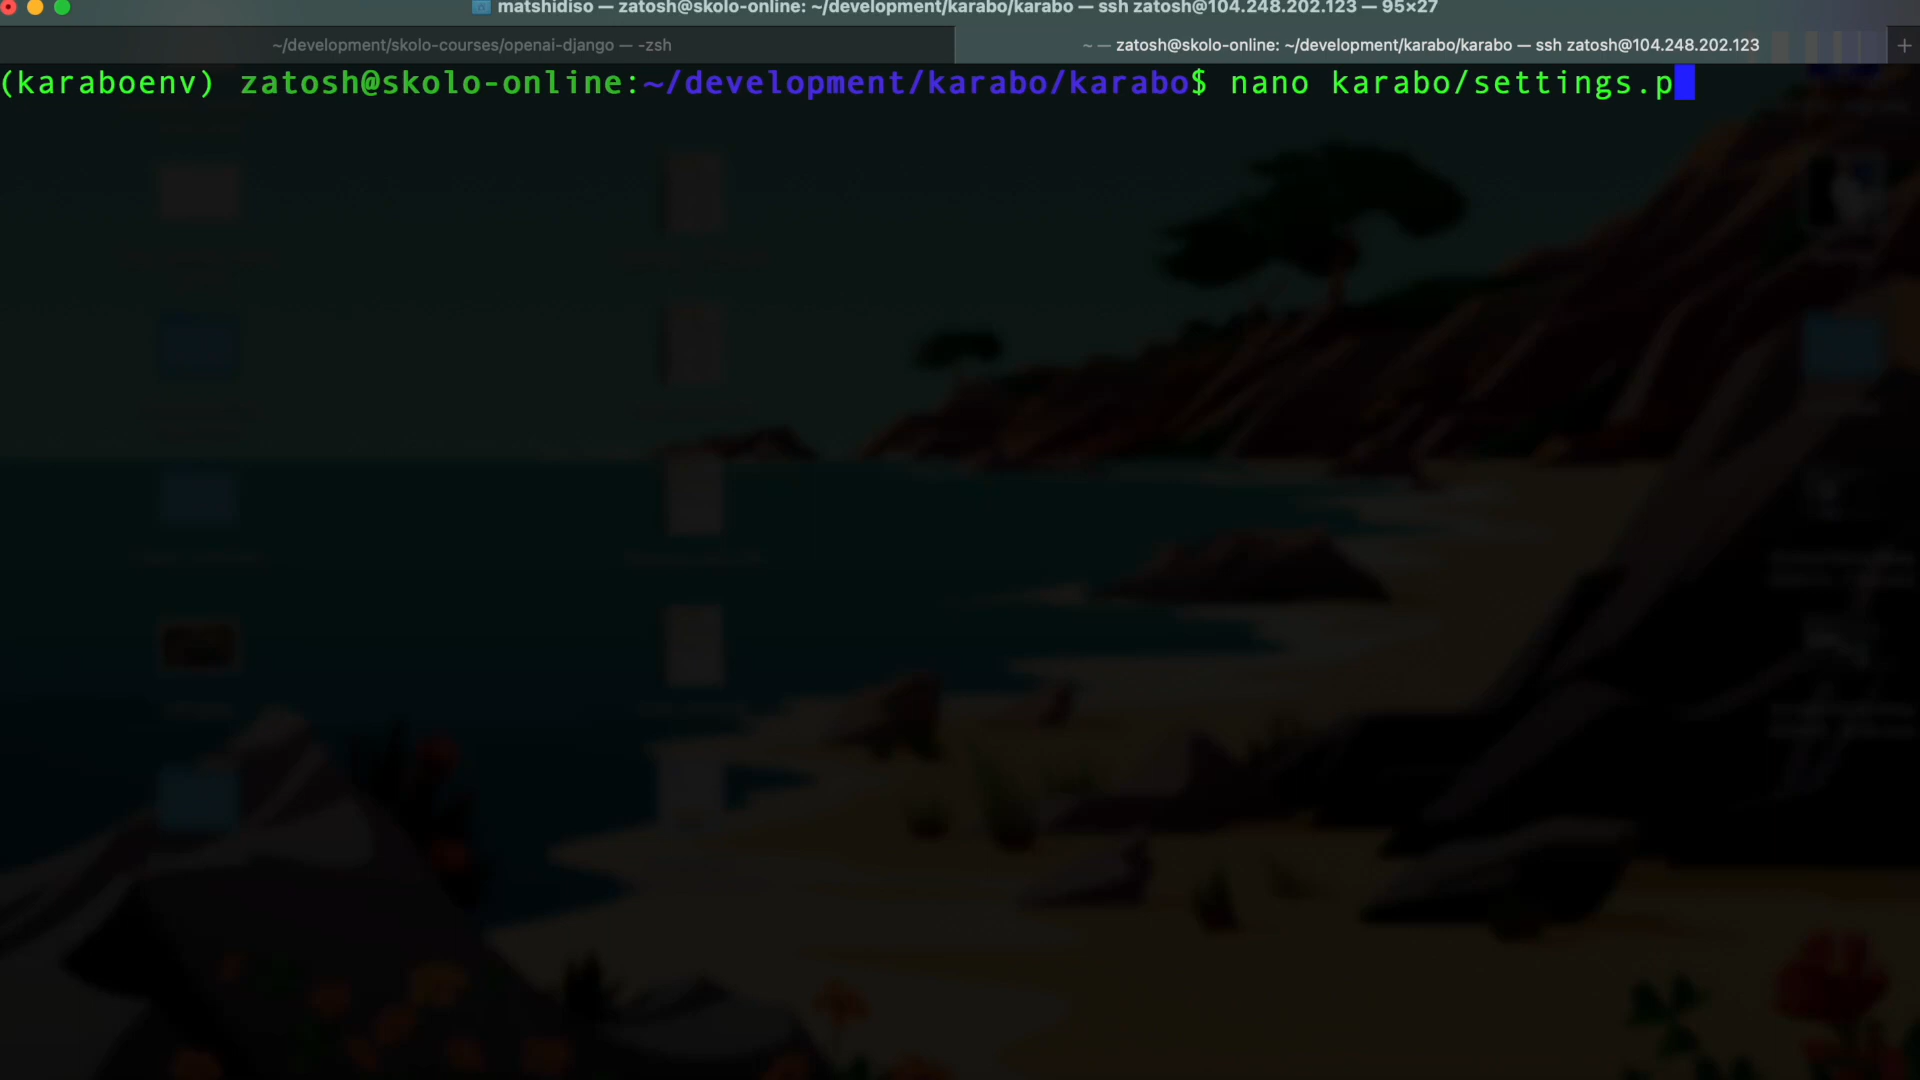 matshidiso — zatosh@skolo-online: ~/development/karabo/karabo — ssh zatosh@104.248.202.123 — 95×27
~/development/skolo-courses/openai-django — -zsh
~ — zatosh@skolo-online: ~/development/karabo/karabo — ssh zatosh@104.248.202.123
(karaboenv) zatosh@skolo-online:~/development/karabo/karabo$ nano karabo/settings.p